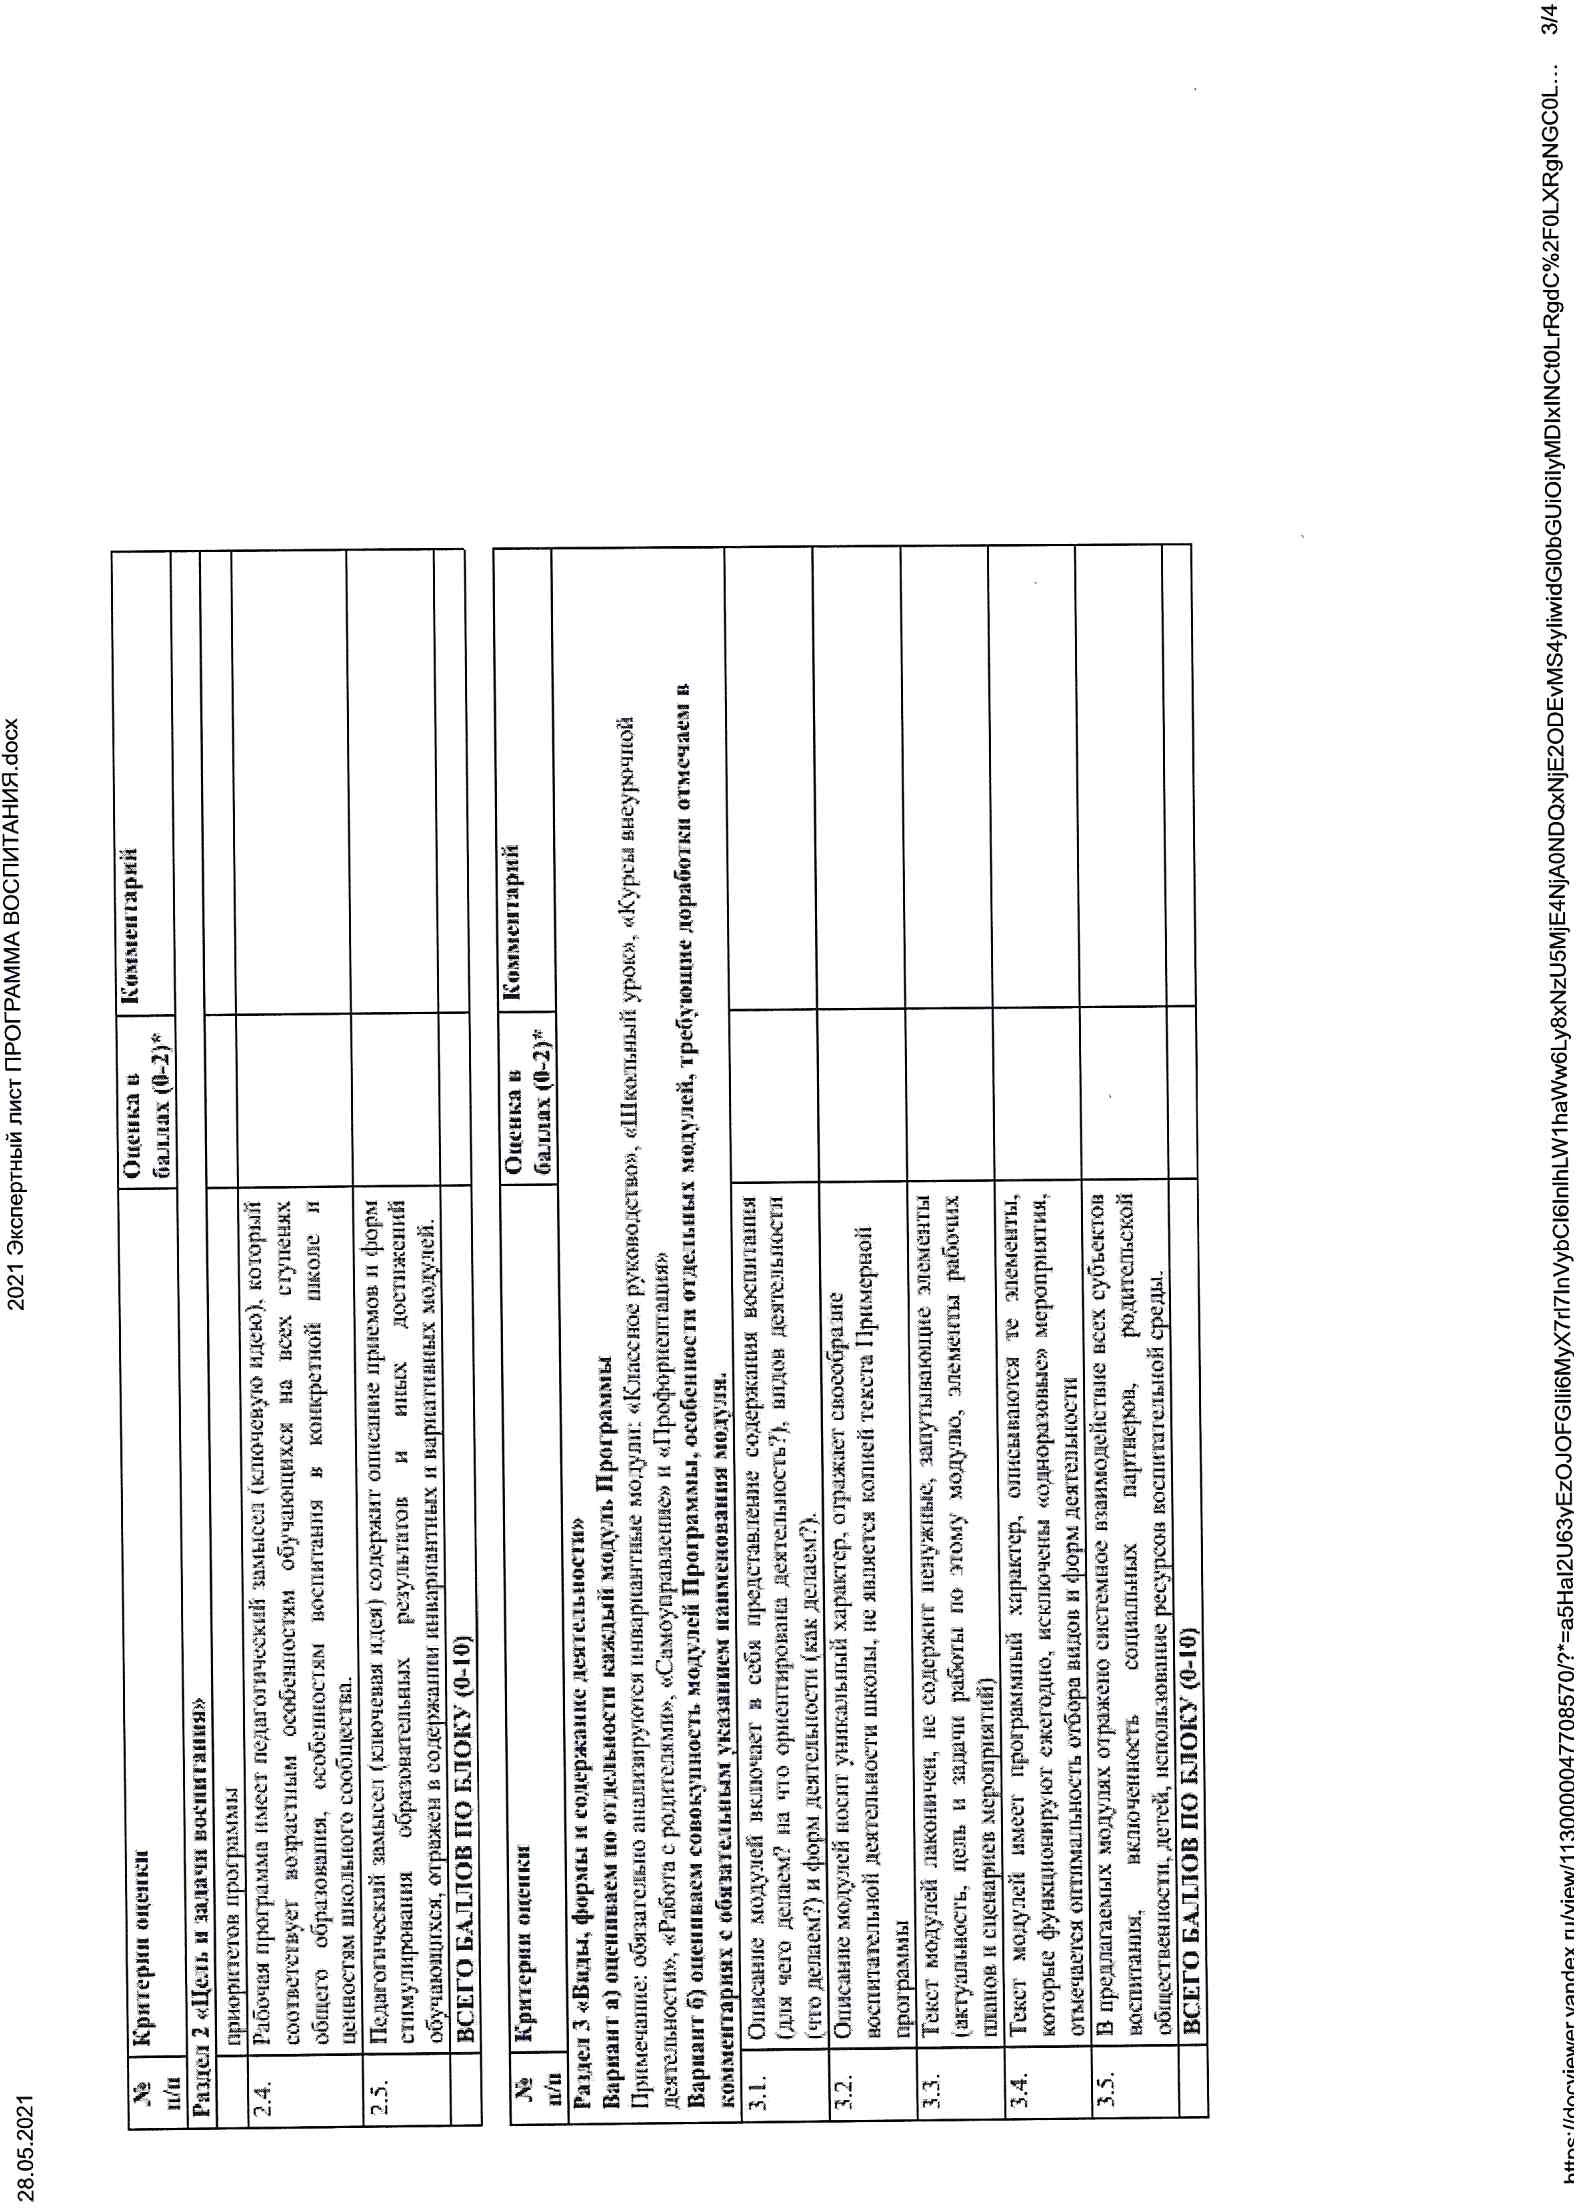 28.05.2021
2021 Экспертный лист ПРОГРАММА ВОСПИТАНИЯ.docx
№ п/п
Критерии оценки
Оценка в баллах (0-2)*
Комментарий
Раздел 2 «Цель и задачи воспитания»
приоритетов программы
2.4.
Рабочая программа имеет педагогический замысел (ключевую идею), который
соответствует возрастным особенностям обучающихся на всех ступенях
общего образования, особенностям воспитания в конкретной школе и
ценностям школьного сообщества.
2.5.
Педагогический замысел (ключевая идея) содержит описание приемов и форм
стимулирования образовательных результатов и иных достижений
обучающихся, отражен в содержании инвариантных и вариативных модулей.
ВСЕГО БАЛЛОВ ПО БЛОКУ (0-10)
№ п/п
Критерии оценки
Оценка в баллах (0-2)*
Комментарий
Раздел 3 «Виды, формы и содержание деятельности»
Вариант а) оцениваем по отдельности каждый модуль Программы
Примечание: обязательно анализируются инвариантные модули: «Классное руководство», «Школьный урок», «Курсы внеурочной
деятельности», «Работа с родителями», «Самоуправление» и «Профориентация»
Вариант б) оцениваем совокупность модулей Программы, особенности отдельных модулей, требующие доработки отмечаем в
комментариях с обязательным указанием наименования модуля.
3.1.
Описание модулей включает в себя представление содержания воспитания
(для чего делаем? на что ориентирована деятельность?), видов деятельности
(что делаем?) и форм деятельности (как делаем?).
3.2.
Описание модулей носит уникальный характер, отражает своеобразие
воспитательной деятельности школы, не является копией текста Примерной
программы
3.3.
Текст модулей лаконичен, не содержит ненужные, запутывающие элементы
(актуальность, цель и задачи работы по этому модулю, элементы рабочих
планов и сценариев мероприятий)
3.4.
Текст модулей имеет программный характер, описываются те элементы,
которые функционируют ежегодно, исключены «одноразовые» мероприятия,
отмечается оптимальность отбора видов и форм деятельности
3.5.
В предлагаемых модулях отражено системное взаимодействие всех субъектов
воспитания, включенность социальных партнеров, родительской
общественности, детей, использование ресурсов воспитательной среды.
ВСЕГО БАЛЛОВ ПО БЛОКУ (0-10)
3/4